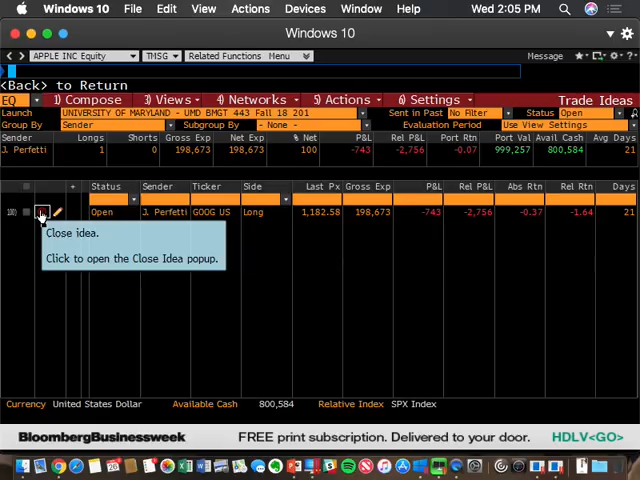 Windows 10 File Edit View Actions Devices Window Help Wed 2:05 PM
Windows 10
APPLE INC Equity TMSG Related Functions Menu Message
<Back> to Return
EQ 1) Compose 3) Views 4) Networks 5) Actions 6) Settings Trade Ideas
Launch UNIVERSITY OF MARYLAND - UMD BMGT 443 Fall 18 201 Sent in Past No Filter Status Open
Group By Sender Subgroup By - None - Evaluation Period Use View Settings
Sender Longs Shorts Gross Exp Net Exp % Net P&L Rel P&L Port Rtn Port Val Avail Cash Avg Days
J. Perfetti 1 0 198,673 198,673 100 -743 -2,756 -0.07 999,257 800,584 21
+ Status Sender Ticker Side Last Px Gross Exp P&L Rel P&L Abs Rtn Rel Rtn Days
100) Open J. Perfetti GOOG US Long 1,182.58 198,673 -743 -2,756 -0.37 -1.64 21
Close idea.
Click to open the Close Idea popup.
Currency United States Dollar Available Cash 800,584 Relative Index SPX Index
BloombergBusinessweek FREE print subscription. Delivered to your door. HDLV<GO>